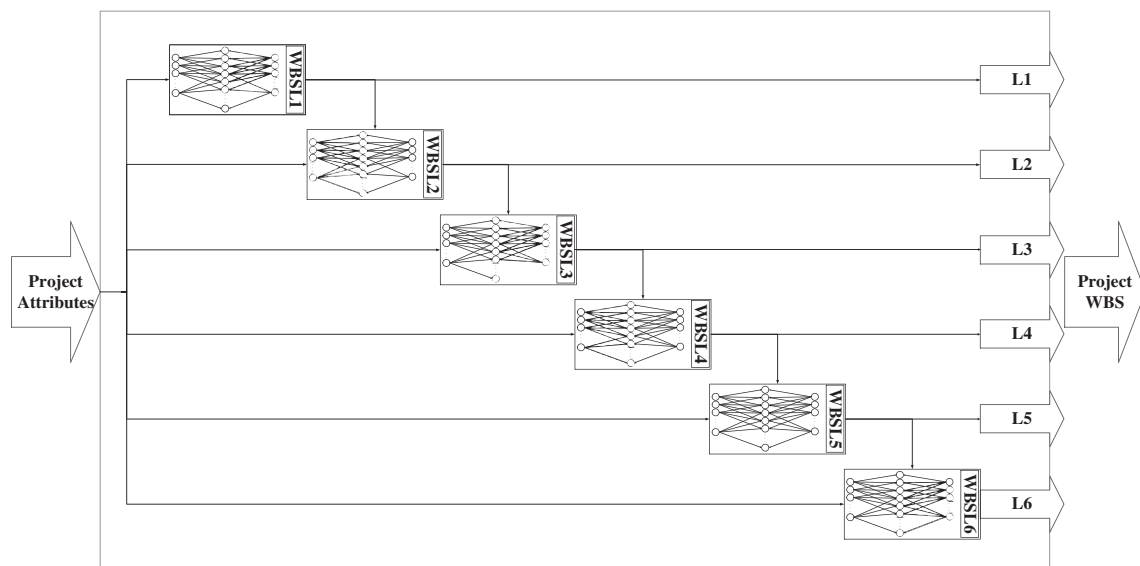 WBSL1
L1
WBSL2
L2
WBSL3
L3
Project
Attributes
Project
WBS
WBSL4
L4
WBSL5
L5
WBSL6
L6